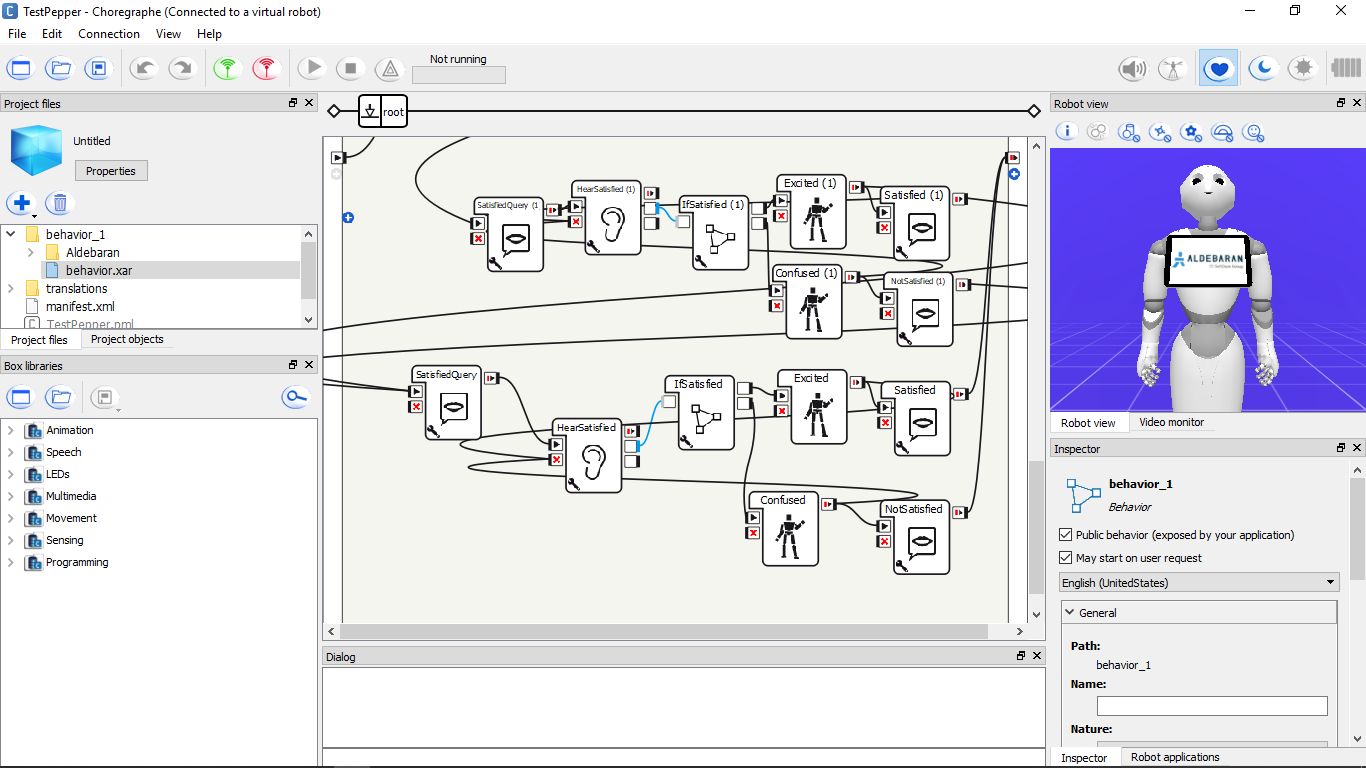 TestPepper - Choregraphe (Connected to a virtual robot)
File Edit Connection View Help
Not running
Project files
Untitled
Properties
behavior_1
Aldebaran
behavior.xar
translations
manifest.xml
TestPepper.pml
Project files Project objects
Box libraries
Animation
Speech
LEDs
Multimedia
Movement
Sensing
Programming
root
SatisfiedQuery (1
HearSatisfied (1)
IfSatisfied (1)
Excited (1)
Satisfied (1)
Confused (1)
NotSatisfied (1)
SatisfiedQuery
HearSatisfied
IfSatisfied
Excited
Satisfied
Confused
NotSatisfied
Dialog
Robot view
ALDEBARAN
Robot view Video monitor
Inspector
behavior_1
Behavior
Public behavior (exposed by your application)
May start on user request
English (UnitedStates)
General
Path:
behavior_1
Name:
Nature:
Inspector Robot applications